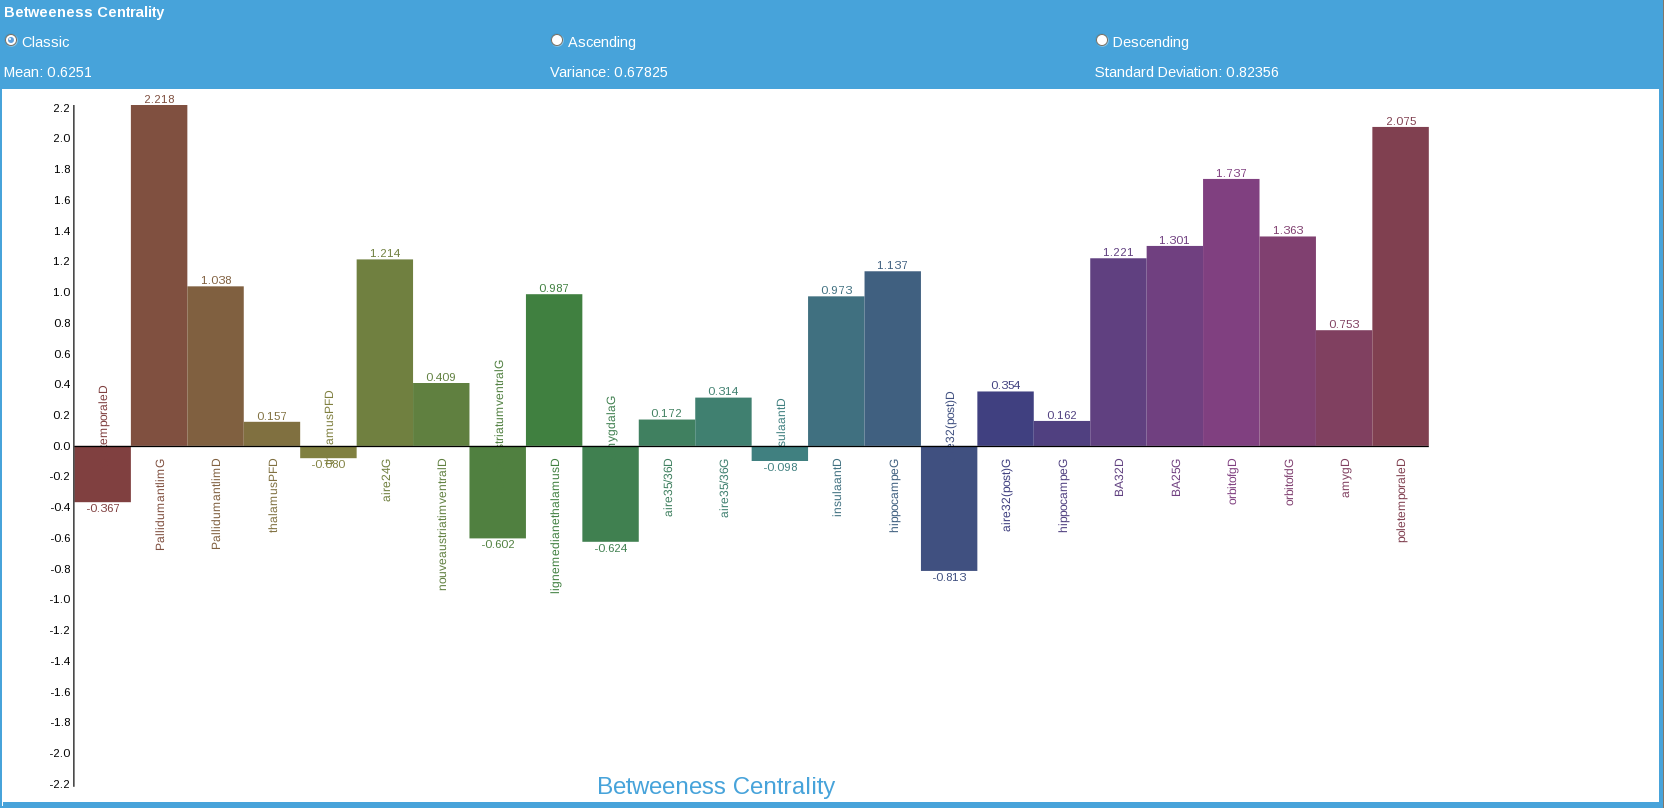 Betweeness Centrality
Classic
Ascending
Descending
Mean: 0.6251
Variance: 0.67825
Standard Deviation: 0.82356
2.2
2.0
1.8
1.6
1.4
1.2
1.0
0.8
0.6
0.4
0.2
0.0
-0.2
-0.4
-0.6
-0.8
-1.0
-1.2
-1.4
-1.6
-1.8
-2.0
-2.2
-0.367
2.218
1.038
0.157
-0.080
1.214
0.409
-0.602
0.987
-0.624
0.172
0.314
-0.098
0.973
1.137
-0.813
0.354
0.162
1.221
1.301
1.737
1.363
0.753
2.075
emporaleD
PallidumantlimG
PallidumantlimD
thalamusPFD
amusPFD
aire24G
nouveaustriatimventralD
striatumventralG
lignemedianethalamusD
nygdalaG
aire35/36D
aire35/36G
sulaantD
insulaantD
hippocampeG
e32(post)D
aire32(post)G
hippocampeG
BA32D
BA25G
orbitofgD
orbitofdG
amygD
poletemporaleD
Betweeness Centrality